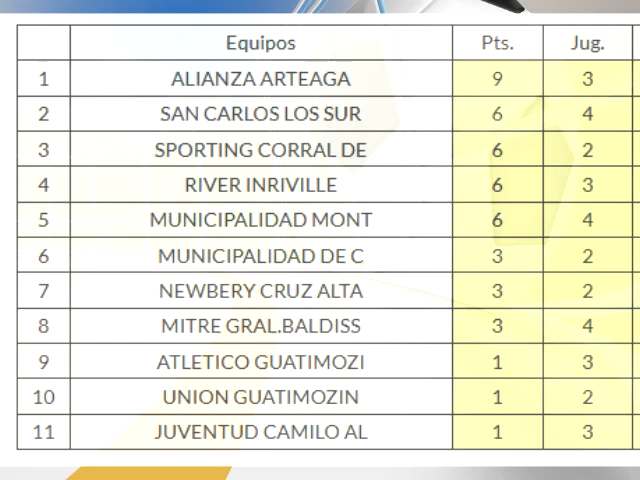 Equipos Pts. Jug.
1 ALIANZA ARTEAGA 9 3
2 SAN CARLOS LOS SUR 6 4
3 SPORTING CORRAL DE 6 2
4 RIVER INRIVILLE 6 3
5 MUNICIPALIDAD MONT 6 4
6 MUNICIPALIDAD DE C 3 2
7 NEWBERY CRUZ ALTA 3 2
8 MITRE GRAL.BALDISS 3 4
9 ATLETICO GUATIMOZI 1 3
10 UNION GUATIMOZIN 1 2
11 JUVENTUD CAMILO AL 1 3